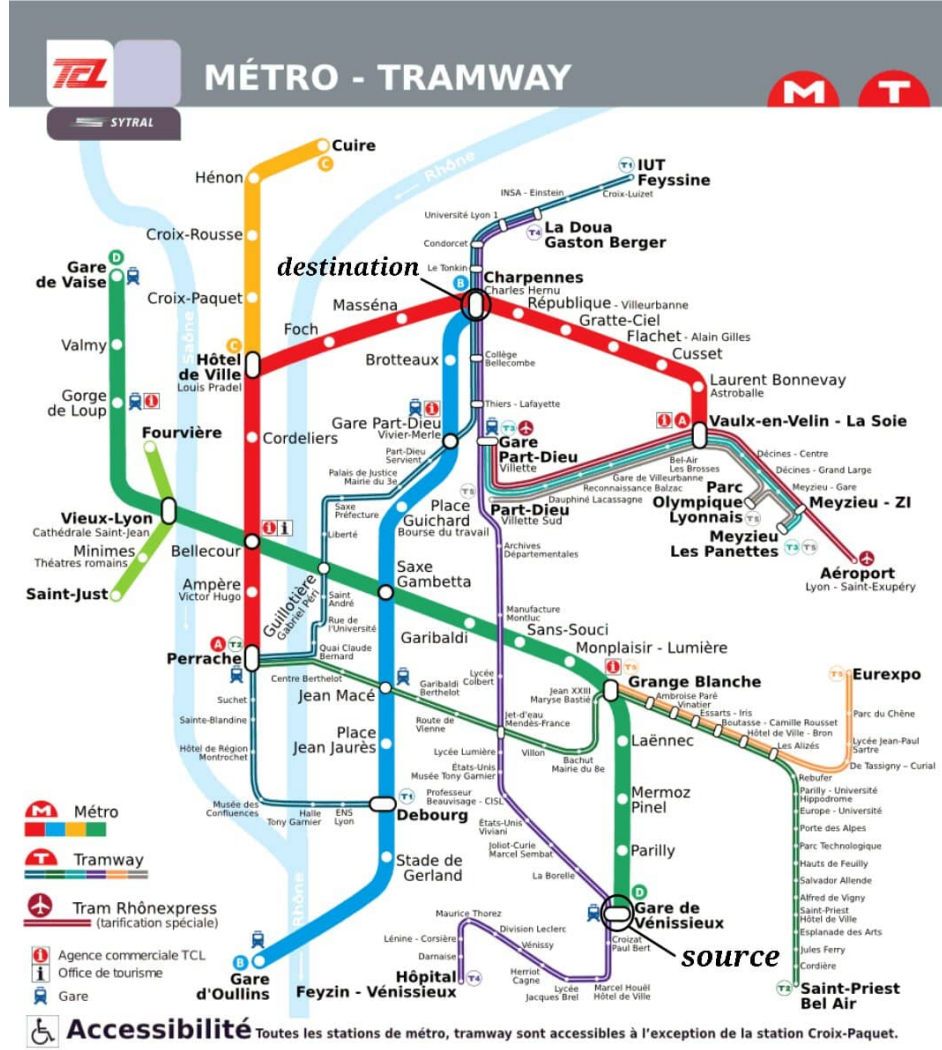 TCL
SYTRAL
MÉTRO - TRAMWAY
M
T
Cuire
C
Hénon
Croix-Rousse
Croix-Paquet
C
Hôtel
de Ville
Louis Pradel
Rhône
Saône
Rhône
T1
IUT
Feyssine
INSA - Einstein
Croix-Luizet
Université Lyon 1
T4
La Doua
Gaston Berger
Condorcet
Le Tonkin
destination
B
Charpennes
Charles Hernu
D
Gare
de Vaise
Valmy
Gorge
de Loup
Fourvière
Vieux-Lyon
Cathédrale Saint-Jean
Minimes
Théatres romains
Saint-Just
Foch
Masséna
République - Villeurbanne
Gratte-Ciel
Flachet - Alain Gilles
Cusset
Laurent Bonnevay
Astroballe
A
Vaulx-en-Velin - La Soie
Brotteaux
Collège
Bellecombe
Thiers - Lafayette
Gare Part-Dieu
Vivier-Merle
T3
Gare
Part-Dieu
Villette
Part-Dieu
Servient
Palais de Justice
Mairie du 3e
Saxe
Préfecture
Liberté
Cordeliers
Bellecour
Ampère
Victor Hugo
A
T2
Perrache
Guillotière
Gabriel Péri
Saint
André
Rue de
l'Université
Quai Claude
Bernard
Place
Guichard
Bourse du travail
T5
Part-Dieu
Villette Sud
Dauphiné Lacassagne
Reconnaissance Balzac
Gare de Villeurbanne
Bel-Air
Les Brosses
Décines - Centre
Décines - Grand Large
Meyzieu - Gare
Meyzieu - ZI
Parc
Olympique
Lyonnais
T5
Meyzieu
Les Panettes
T3
T5
Aéroport
Lyon - Saint-Exupéry
Archives
Départementales
Manufacture
Montluc
Saxe
Gambetta
Garibaldi
Sans-Souci
Monplaisir - Lumière
T5
Grange Blanche
Lycée
Colbert
Jet-d'eau
Mendès-France
Centre Berthelot
Jean Macé
Garibaldi
Berthelot
Route de
Vienne
Villon
Bachut
Mairie du 8e
Jean XXIII
Maryse Bastié
Ambroise Paré
Vinatier
Essarts - Iris
Boutasse - Camille Rousset
Hôtel de Ville - Bron
Les Alizés
T5
Eurexpo
Parc du Chêne
Lycée Jean-Paul
Sartre
De Tassigny – Curial
Rebufer
Parilly - Université
Hippodrome
Europe - Université
Porte des Alpes
Parc Technologique
Hauts de Feuilly
Salvador Allende
Alfred de Vigny
Saint-Priest
Hôtel de Ville
Esplanade des Arts
Jules Ferry
Cordière
T2
Saint-Priest
Bel Air
Suchet
Sainte-Blandine
Hôtel de Région
Montrochet
Musée des
Confluences
Halle
Tony Garnier
ENS
Lyon
Place
Jean Jaurès
T1
Debourg
Stade de
Gerland
B
Gare
d'Oullins
Lycée Lumière
États-Unis
Musée Tony Garnier
Professeur
Beauvisage - CISL
États-Unis
Viviani
Joliot-Curie
Marcel Sembat
La Borelle
Laënnec
Mermoz
Pinel
Parilly
D
Gare de
Vénissieux
source
Croizat
Paul Bert
Maurice Thorez
Lénine - Corsière
Darnaise
Hôpital
Feyzin - Vénissieux
T4
Division Leclerc
Vénissy
Herriot
Cagne
Lycée
Jacques Brel
Marcel Houël
Hôtel de Ville
M
Métro
T
Tramway
Tram Rhônexpress
(tarification spéciale)
Agence commerciale TCL
Office de tourisme
Gare
Accessibilité Toutes les stations de métro, tramway sont accessibles à l'exception de la station Croix-Paquet.